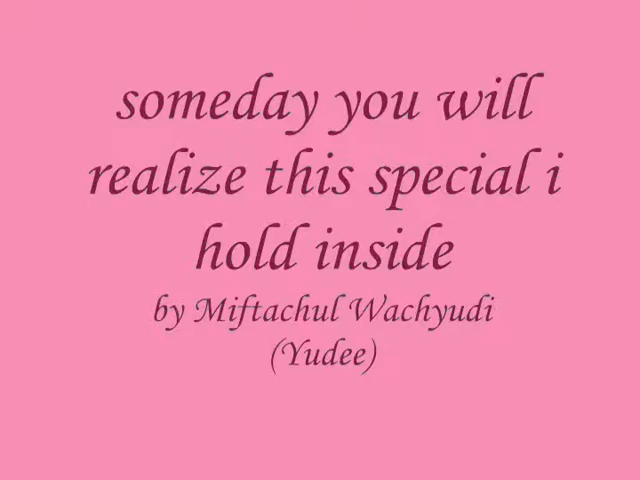 someday you will
realize this special i
hold inside
by Miftachul Wachyudi
(Yudee)